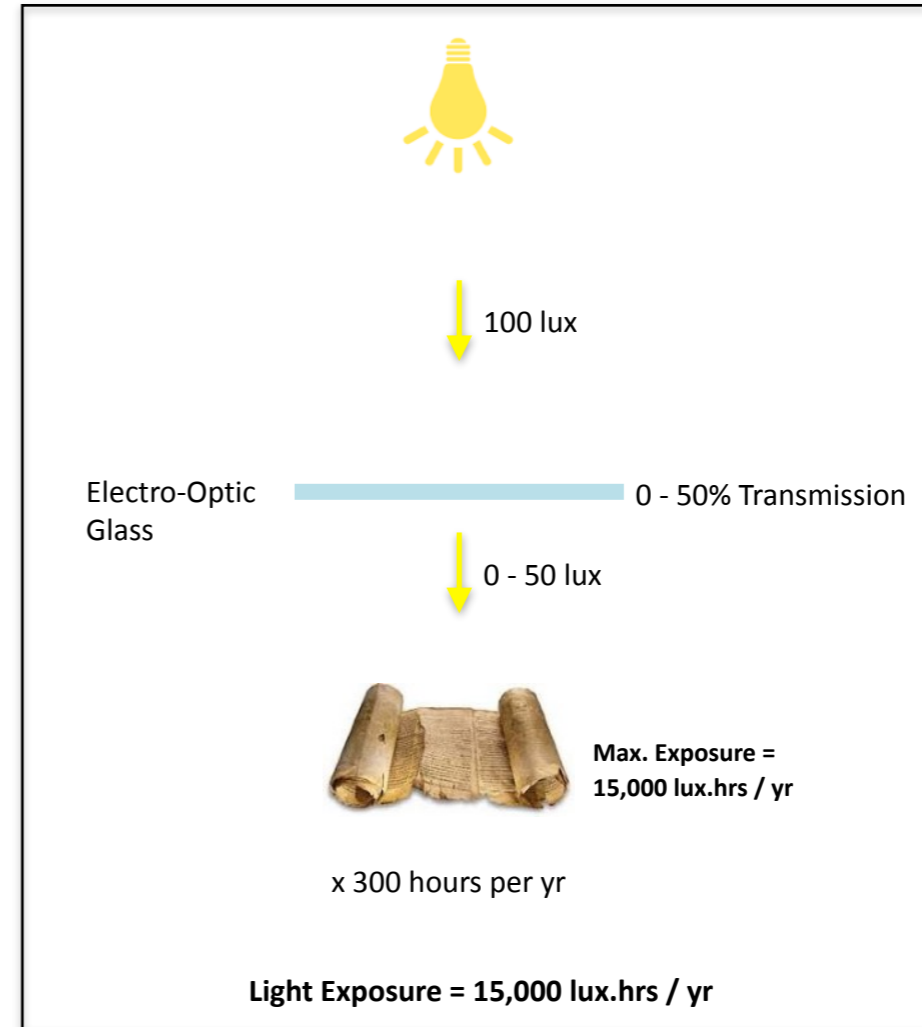 100 lux
Electro-Optic
Glass
0 - 50% Transmission
0 - 50 lux
Max. Exposure =
15,000 lux.hrs / yr
x 300 hours per yr
Light Exposure = 15,000 lux.hrs / yr